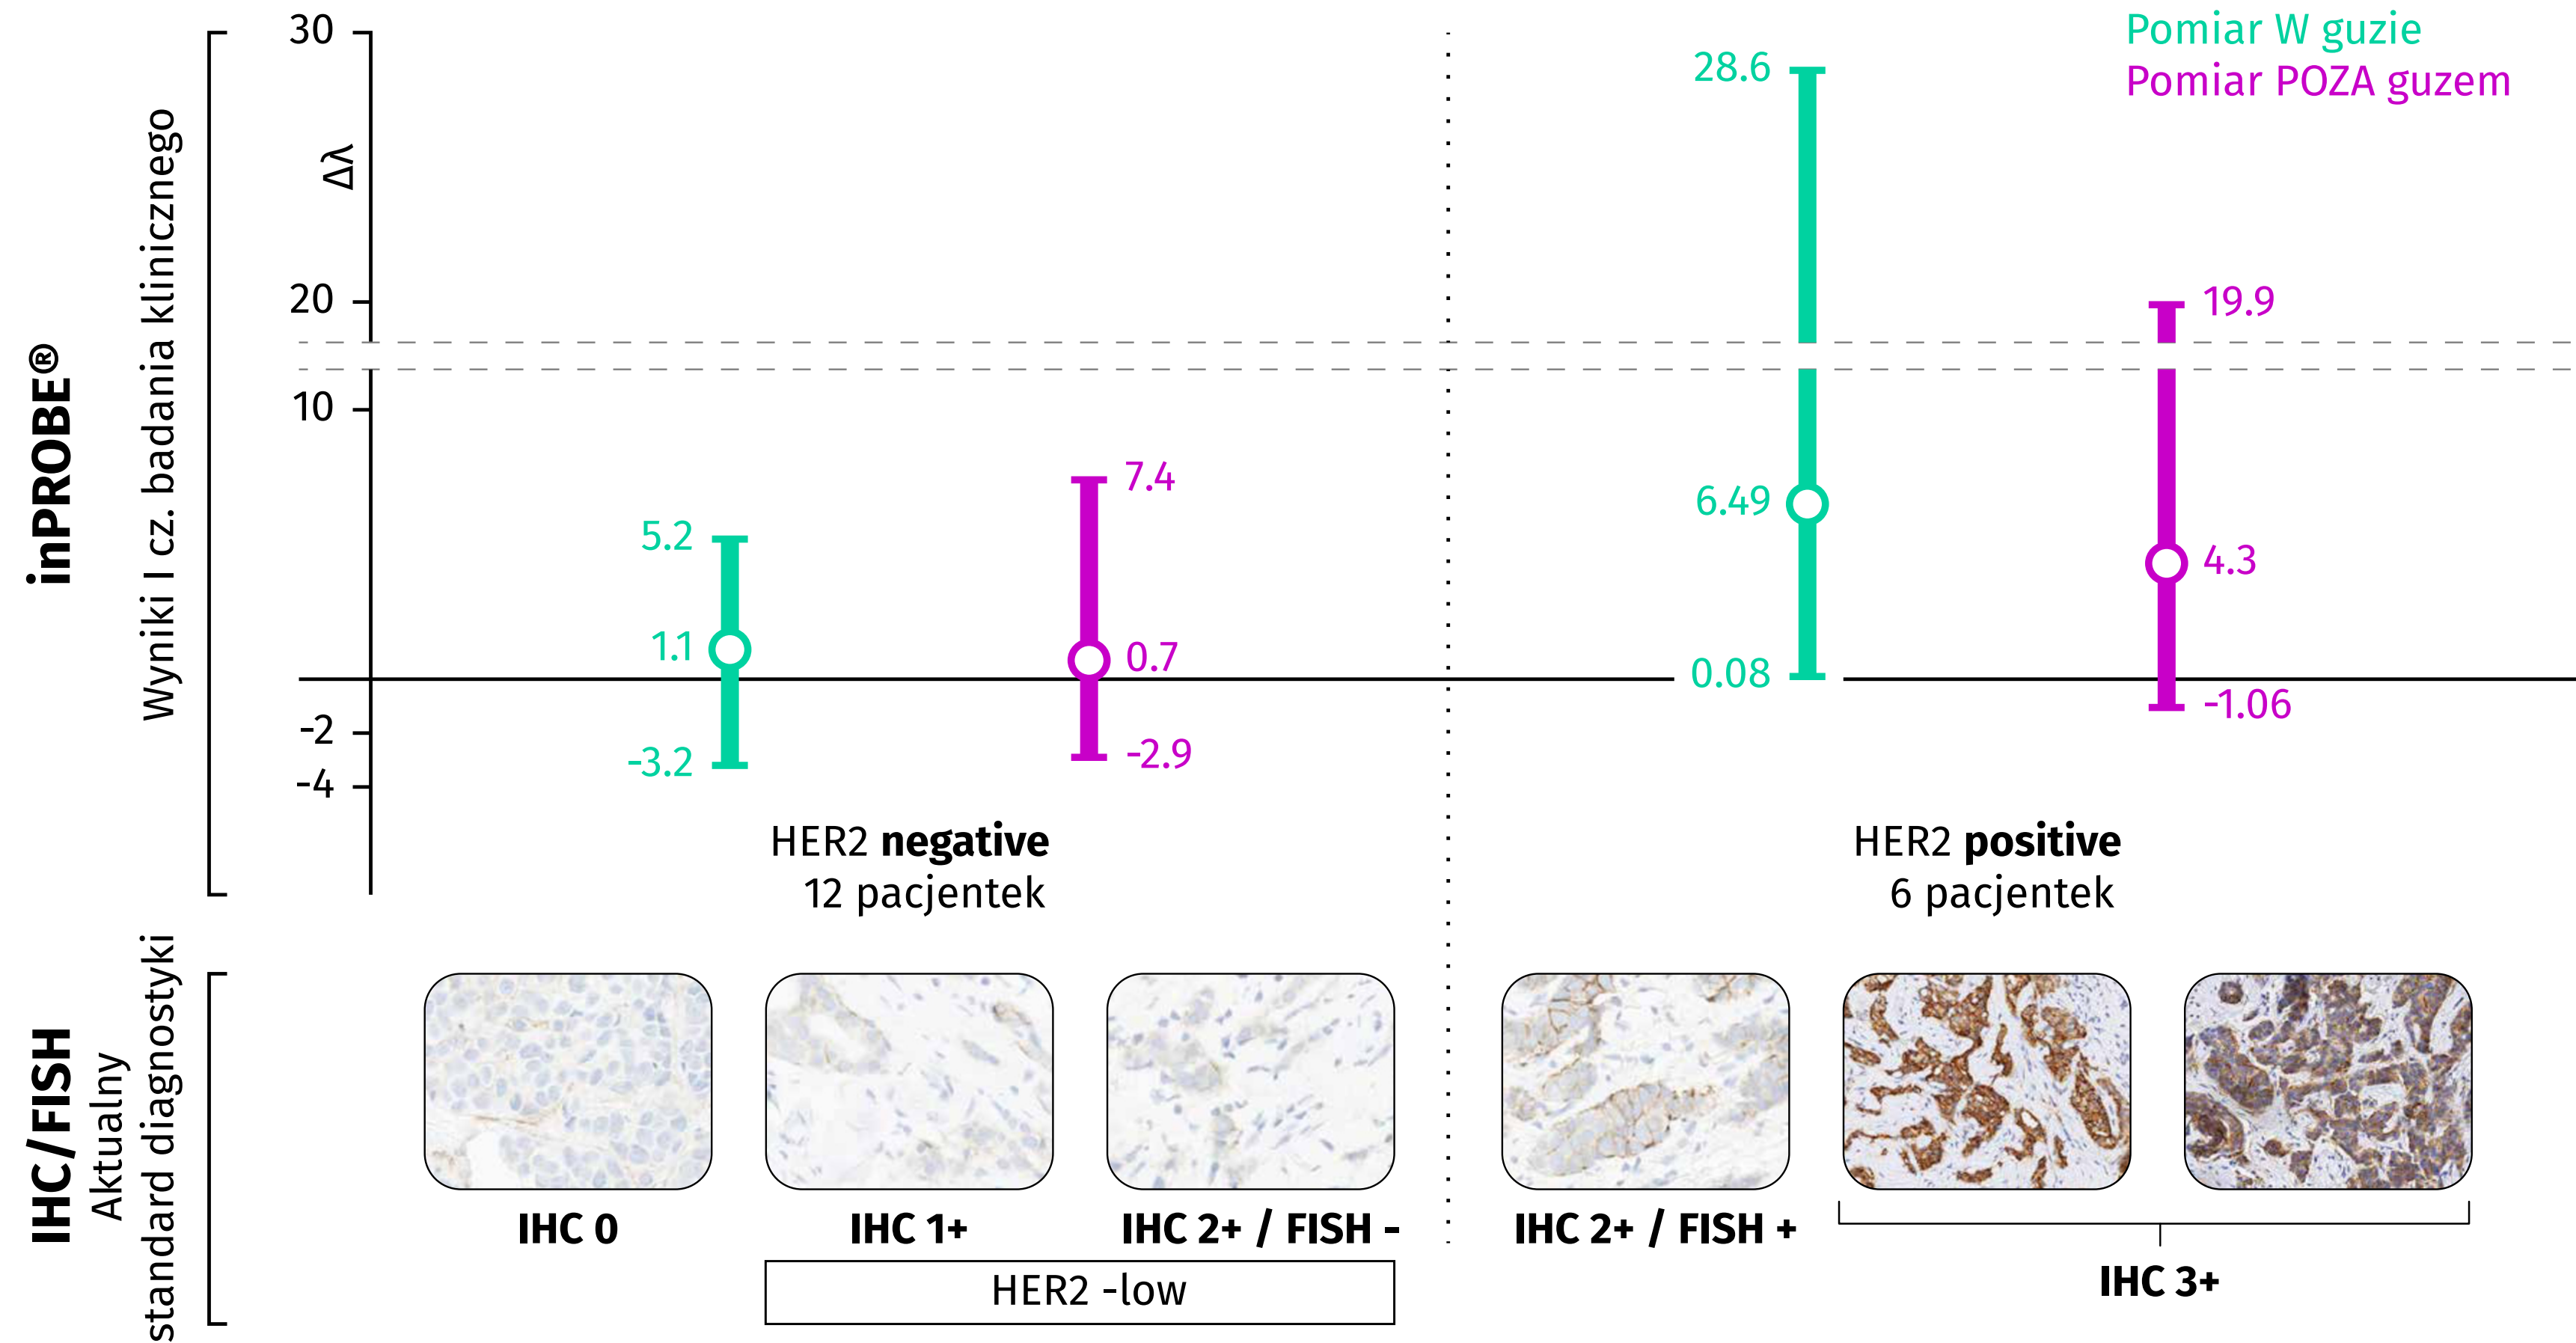 Pomiar W guzie
Pomiar POZA guzem
inPROBE®
Wyniki I cz. badania klinicznego
Δλ
30
20
10
-2
-4
5.2
1.1
-3.2
7.4
0.7
-2.9
28.6
6.49
0.08
19.9
4.3
-1.06
HER2 negative
12 pacjentek
HER2 positive
6 pacjentek
IHC/FISH
Aktualny
standard diagnostyki
IHC 0
IHC 1+
IHC 2+ / FISH -
IHC 2+ / FISH +
IHC 3+
HER2 -low